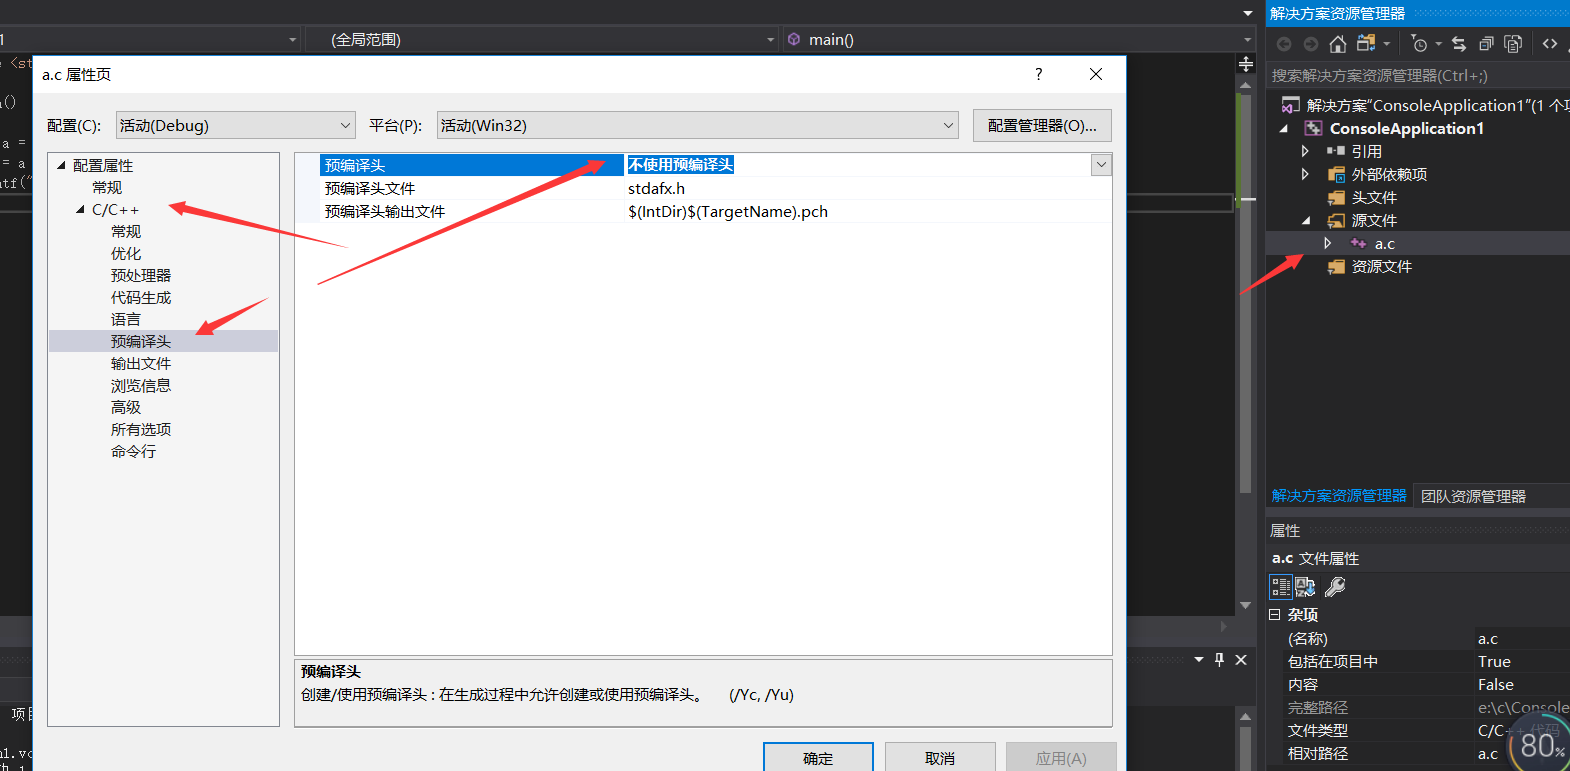 解决方案资源管理器
(全局范围)
main()
a.c 属性页
?
配置(C):
活动(Debug)
平台(P):
活动(Win32)
配置管理器(O)...
配置属性
常规
C/C++
常规
优化
预处理器
代码生成
语言
预编译头
输出文件
浏览信息
高级
所有选项
命令行
预编译头 不使用预编译头
预编译头文件 stdafx.h
预编译头输出文件 $(IntDir)$(TargetName).pch
预编译头
创建/使用预编译头 : 在生成过程中允许创建或使用预编译头。 (/Yc, /Yu)
确定
取消
应用(A)
搜索解决方案资源管理器(Ctrl+;)
解决方案“ConsoleApplication1”(1 个
ConsoleApplication1
引用
外部依赖项
头文件
源文件
a.c
资源文件
解决方案资源管理器
团队资源管理器
属性
a.c 文件属性
杂项
(名称) a.c
包括在项目中 True
内容 False
完整路径 e:\c\Console
文件类型 C/C++ 代码
相对路径 a.c
80%